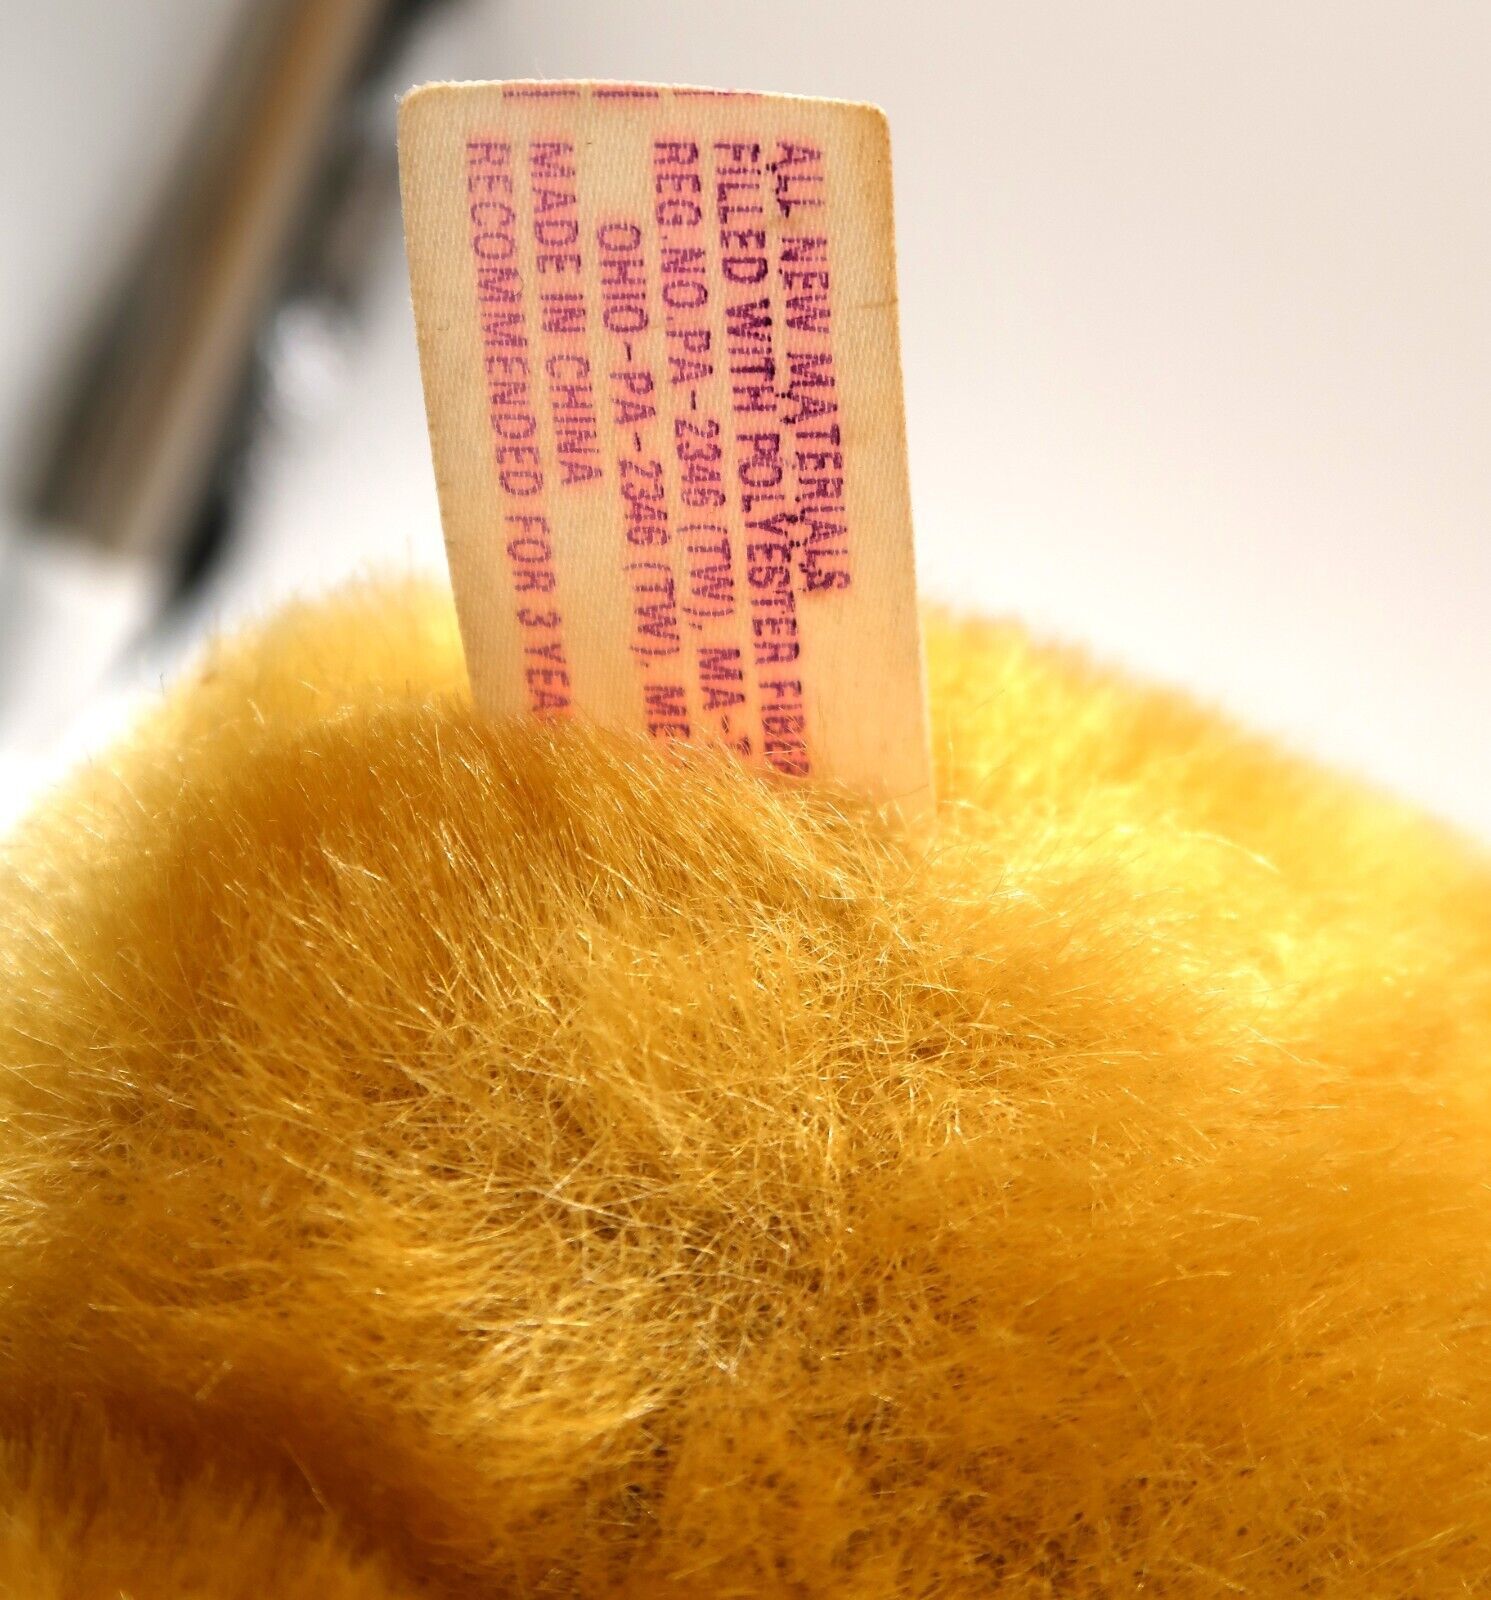 ALL NEW MATERIALS
FILLED WITH POLYESTER FIBER
REG.NO.PA-2346 (TW), MA-
OHIO-PA-2346 (TW), ME
MADE IN CHINA
RECOMMENDED FOR 3 YEA